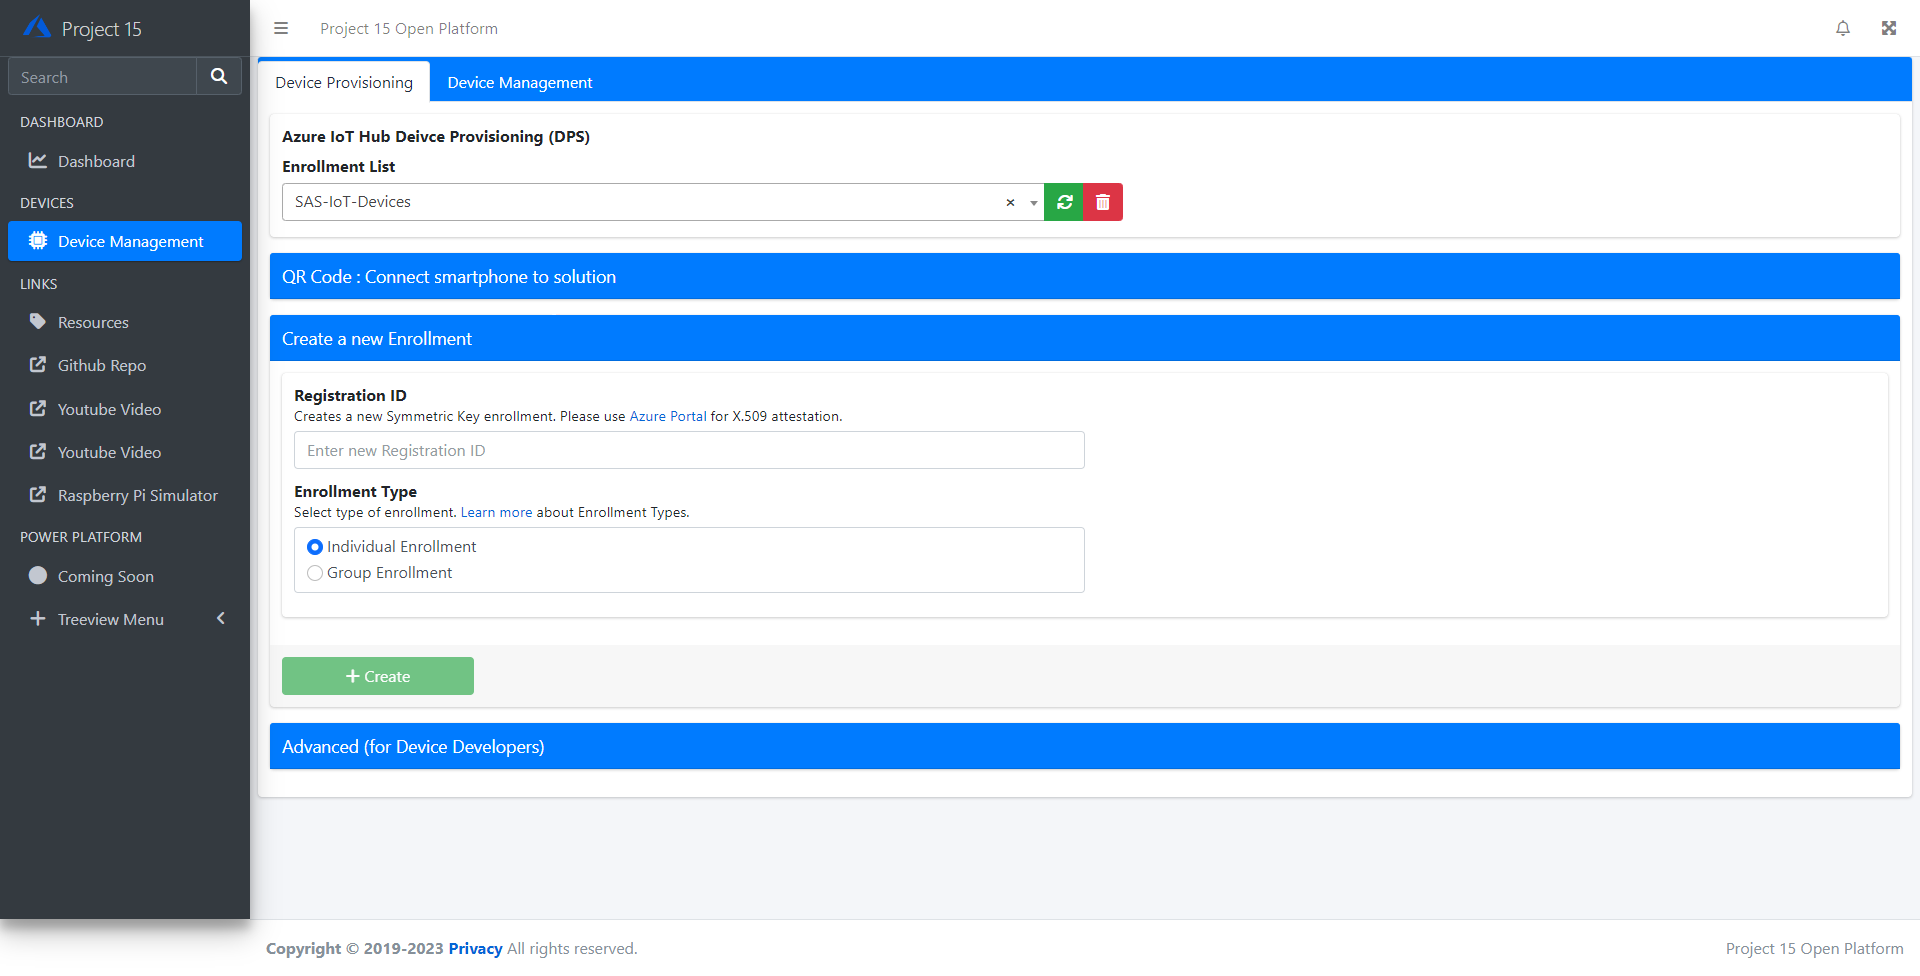 Project 15
Project 15 Open Platform
Search
DASHBOARD
Dashboard
DEVICES
Device Management
LINKS
Resources
Github Repo
Youtube Video
Youtube Video
Raspberry Pi Simulator
POWER PLATFORM
Coming Soon
Treeview Menu
Device Provisioning
Device Management
Azure IoT Hub Deivce Provisioning (DPS)
Enrollment List
SAS-IoT-Devices
QR Code : Connect smartphone to solution
Create a new Enrollment
Registration ID
Creates a new Symmetric Key enrollment. Please use Azure Portal for X.509 attestation.
Enter new Registration ID
Enrollment Type
Select type of enrollment. Learn more about Enrollment Types.
Individual Enrollment
Group Enrollment
Create
Advanced (for Device Developers)
Copyright © 2019-2023 Privacy All rights reserved.
Project 15 Open Platform